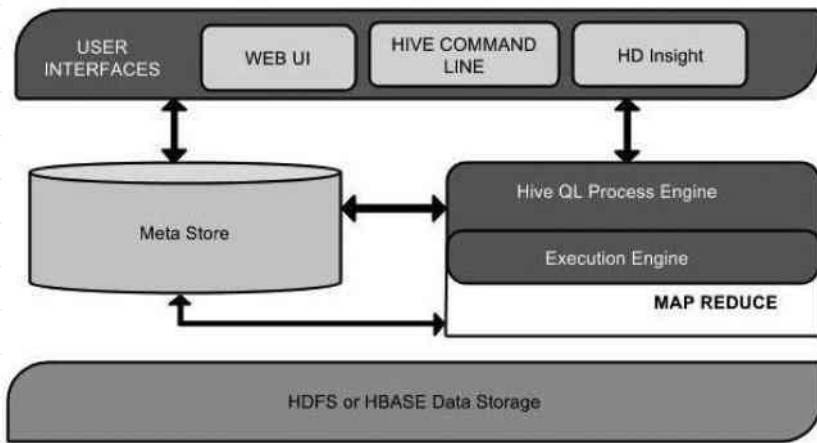 USER
INTERFACES
WEB UI
HIVE COMMAND
LINE
HD Insight
Meta Store
Hive QL Process Engine
Execution Engine
MAP REDUCE
HDFS or HBASE Data Storage